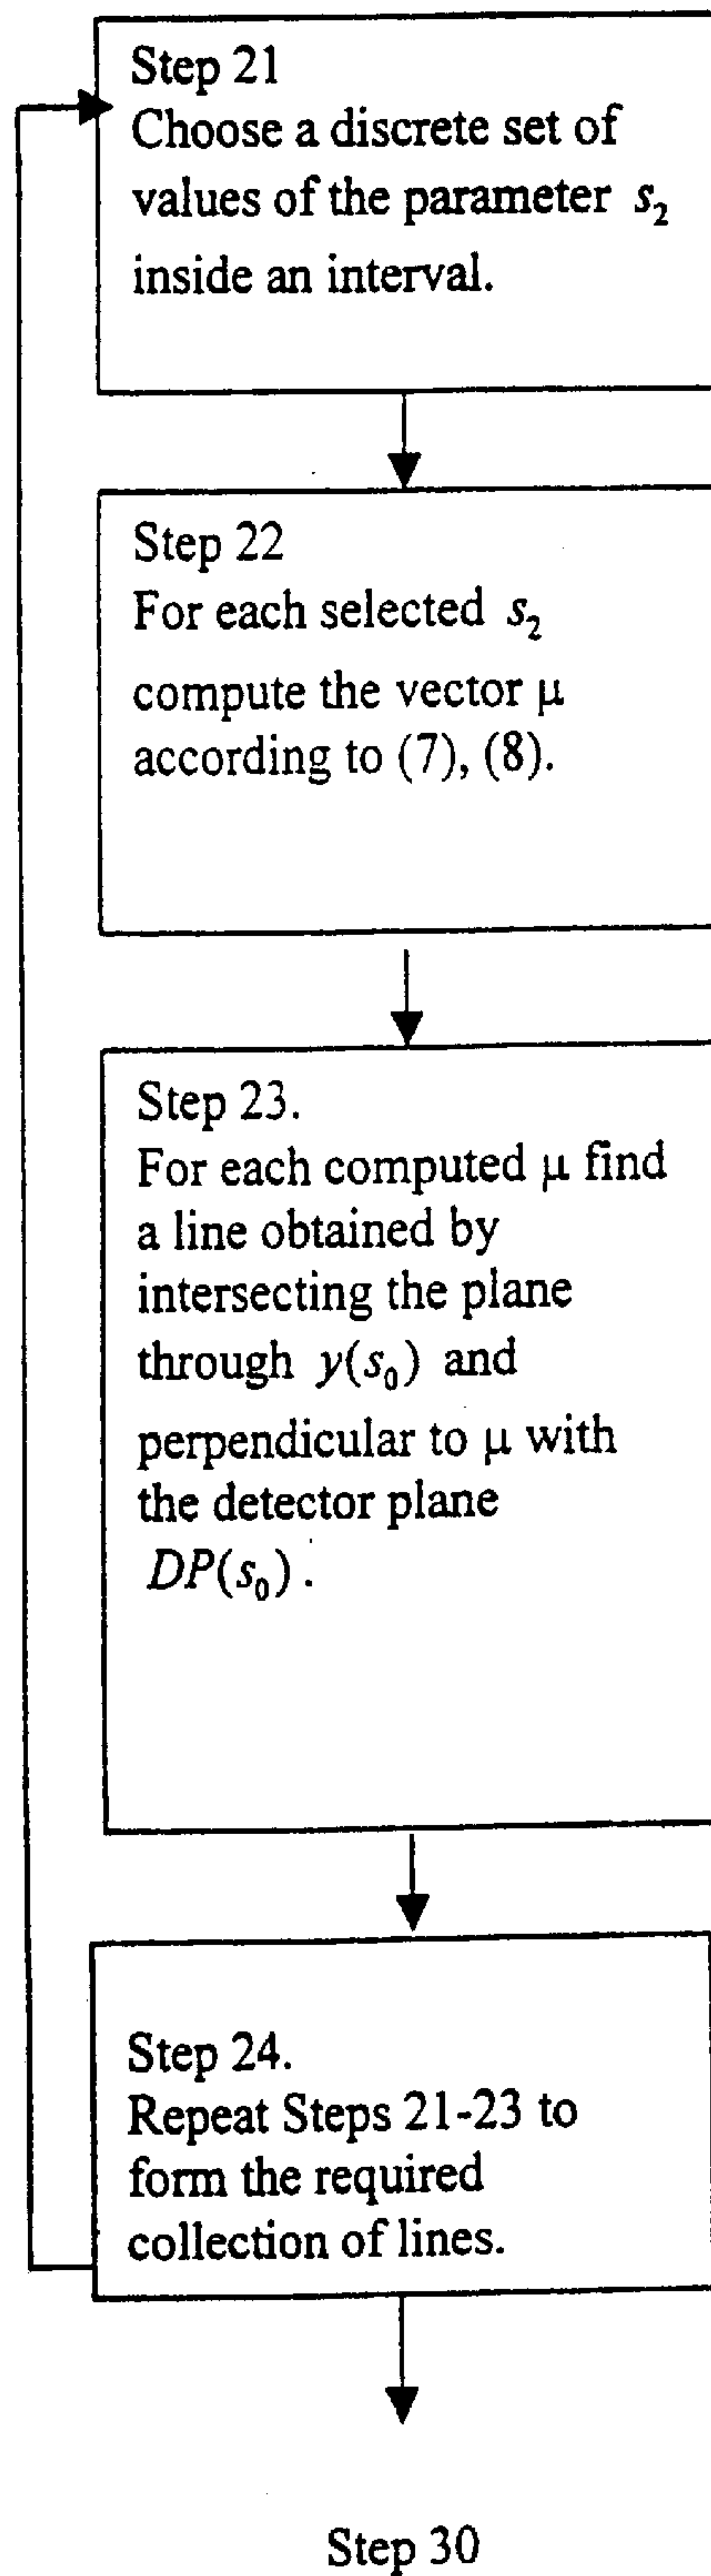 Step 21
Choose a discrete set of
values of the parameter s₂
inside an interval.
Step 22
For each selected s₂
compute the vector μ
according to (7), (8).
Step 23.
For each computed μ find
a line obtained by
intersecting the plane
through y(s₀) and
perpendicular to μ with
the detector plane
DP(s₀).
Step 24.
Repeat Steps 21-23 to
form the required
collection of lines.
Step 30